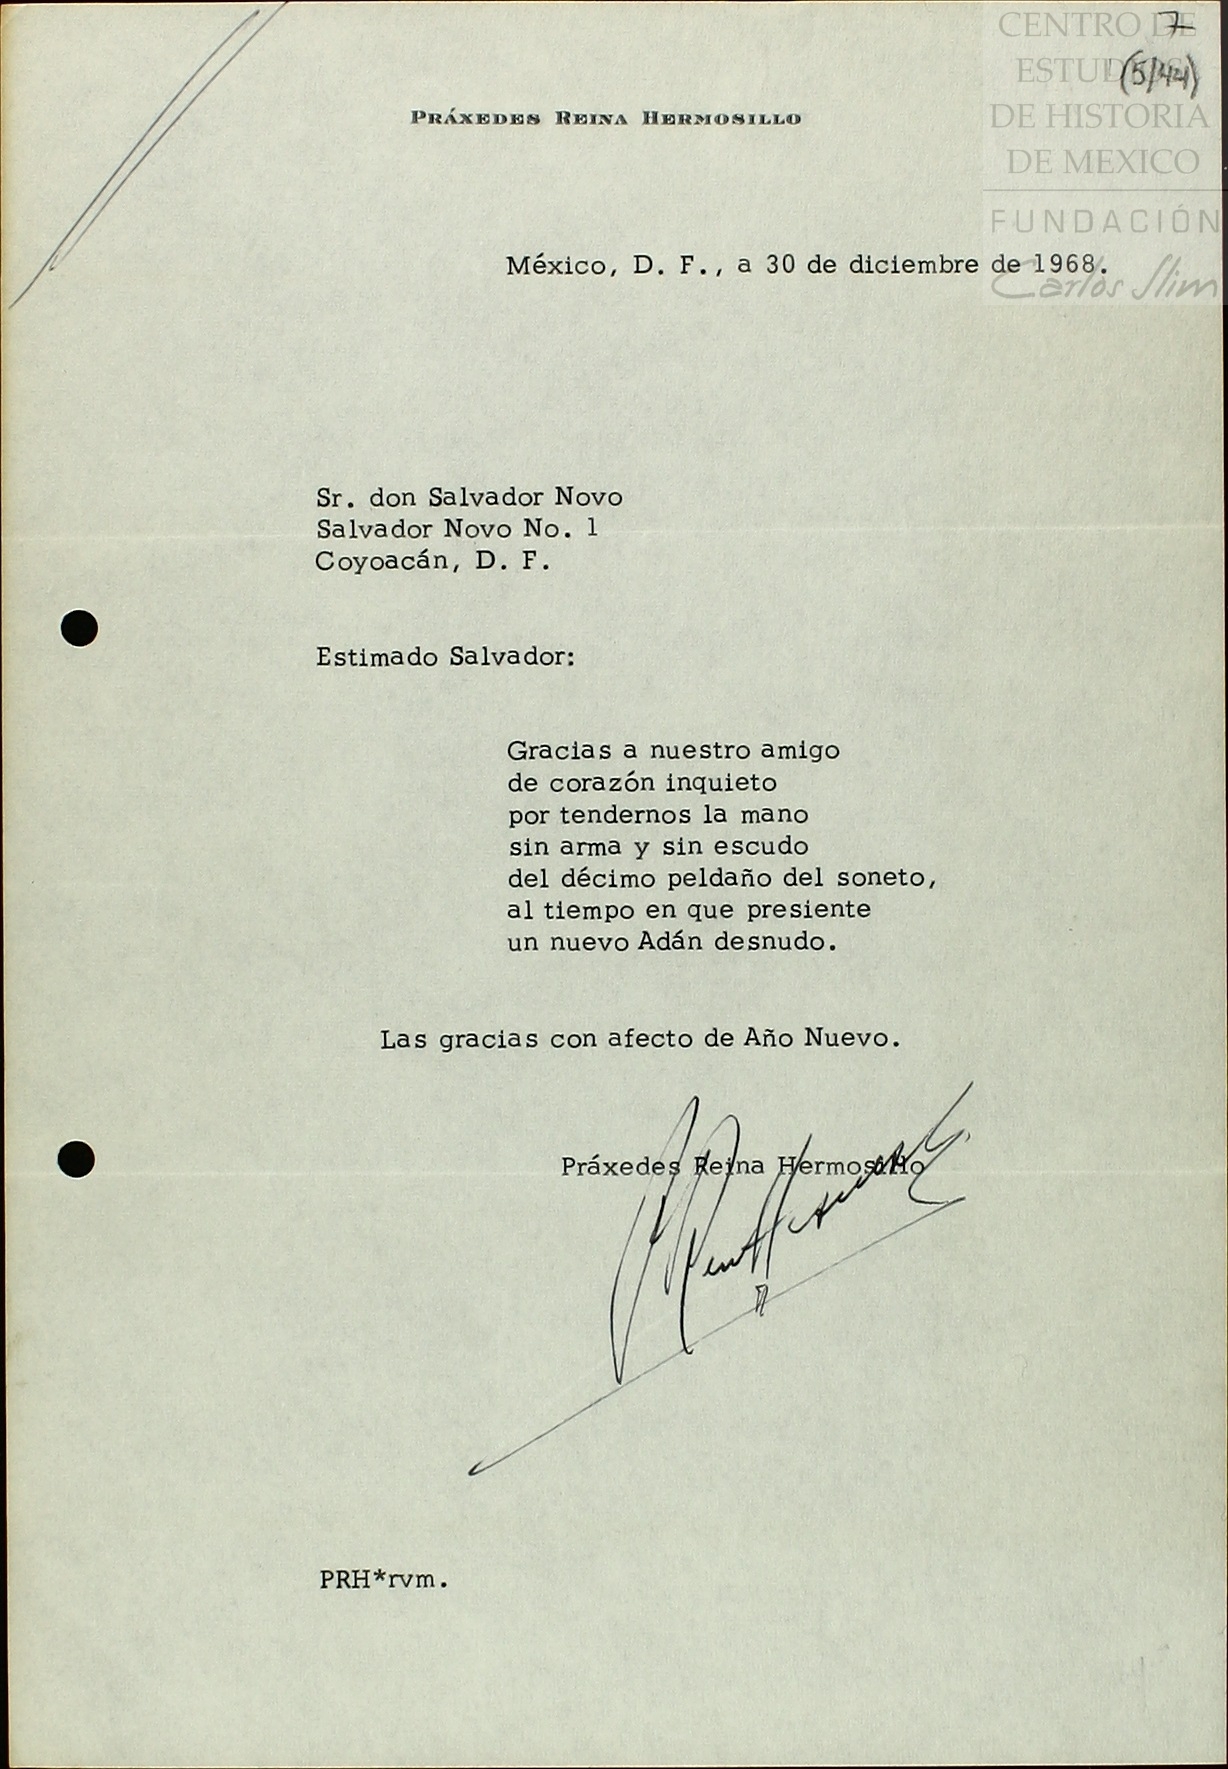 7
(5/44)
CENTRO DE
ESTUDIOS
DE HISTORIA
DE MEXICO
FUNDACIÓN
Carlos Slim
PRÁXEDES REINA HERMOSILLO
México, D. F., a 30 de diciembre de 1968.
Sr. don Salvador Novo
Salvador Novo No. 1
Coyoacán, D. F.
Estimado Salvador:
Gracias a nuestro amigo
de corazón inquieto
por tendernos la mano
sin arma y sin escudo
del décimo peldaño del soneto,
al tiempo en que presiente
un nuevo Adán desnudo.
Las gracias con afecto de Año Nuevo.
Práxedes Reina Hermosillo
PRH*rvm.